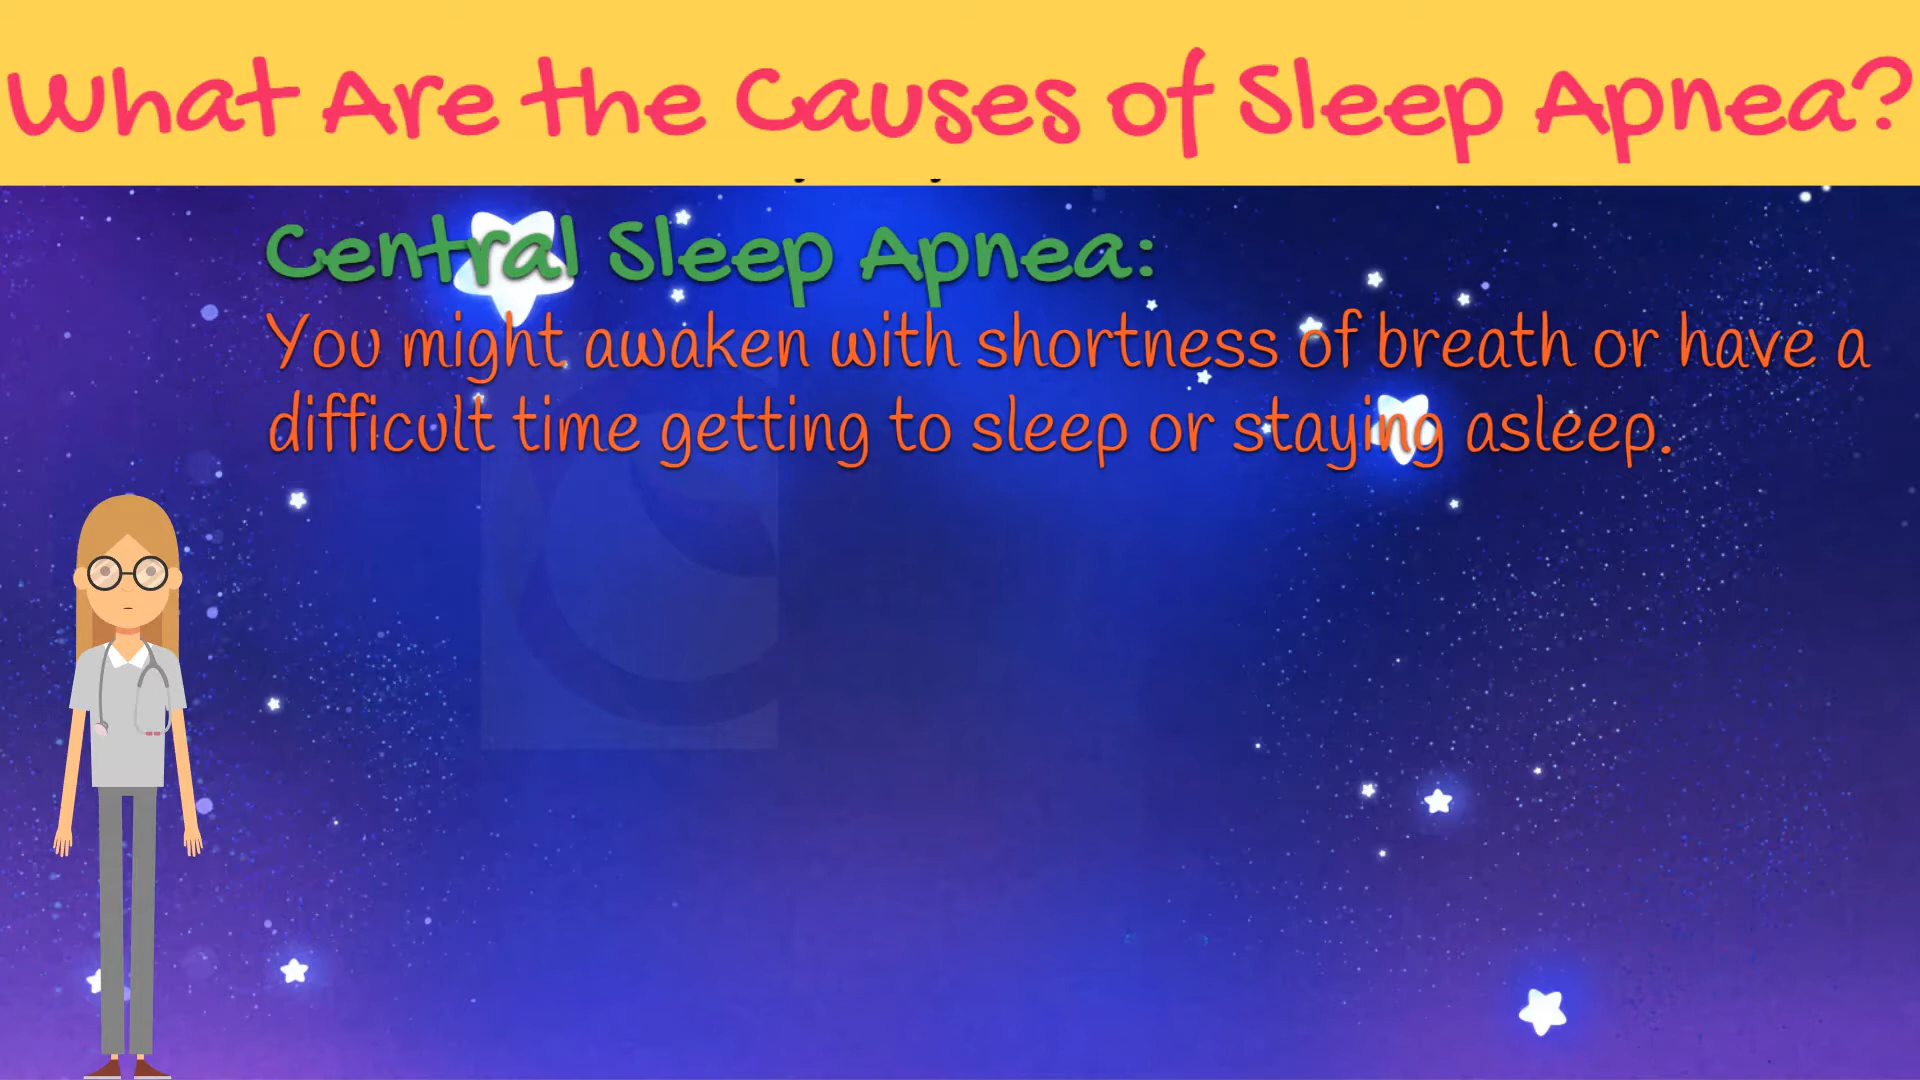 What Are the Causes of Sleep Apnea?
Central Sleep Apnea:
You might awaken with shortness of breath or have a
difficult time getting to sleep or staying asleep.